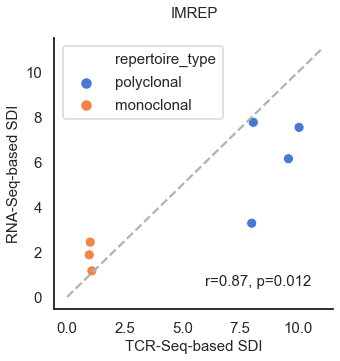 IMREP
repertoire_type
polyclonal
monoclonal
RNA-Seq-based SDI
10
8
6
4
2
0
r=0.87, p=0.012
0.0 2.5 5.0 7.5 10.0
TCR-Seq-based SDI